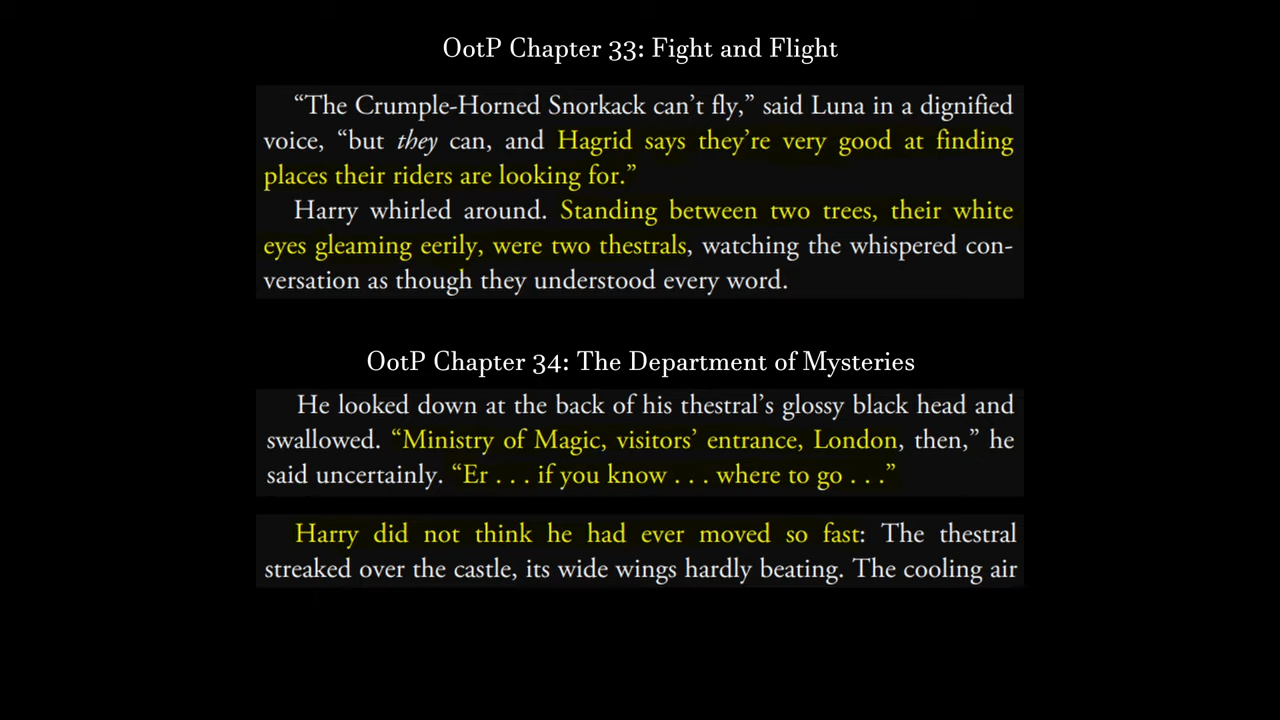 OotP Chapter 33: Fight and Flight
“The Crumple-Horned Snorkack can’t fly,” said Luna in a dignified
voice, “but they can, and Hagrid says they’re very good at finding
places their riders are looking for.”
Harry whirled around. Standing between two trees, their white
eyes gleaming eerily, were two thestrals, watching the whispered con-
versation as though they understood every word.
OotP Chapter 34: The Department of Mysteries
He looked down at the back of his thestral’s glossy black head and
swallowed. “Ministry of Magic, visitors’ entrance, London, then,” he
said uncertainly. “Er . . . if you know . . . where to go . . .”
Harry did not think he had ever moved so fast: The thestral
streaked over the castle, its wide wings hardly beating. The cooling air